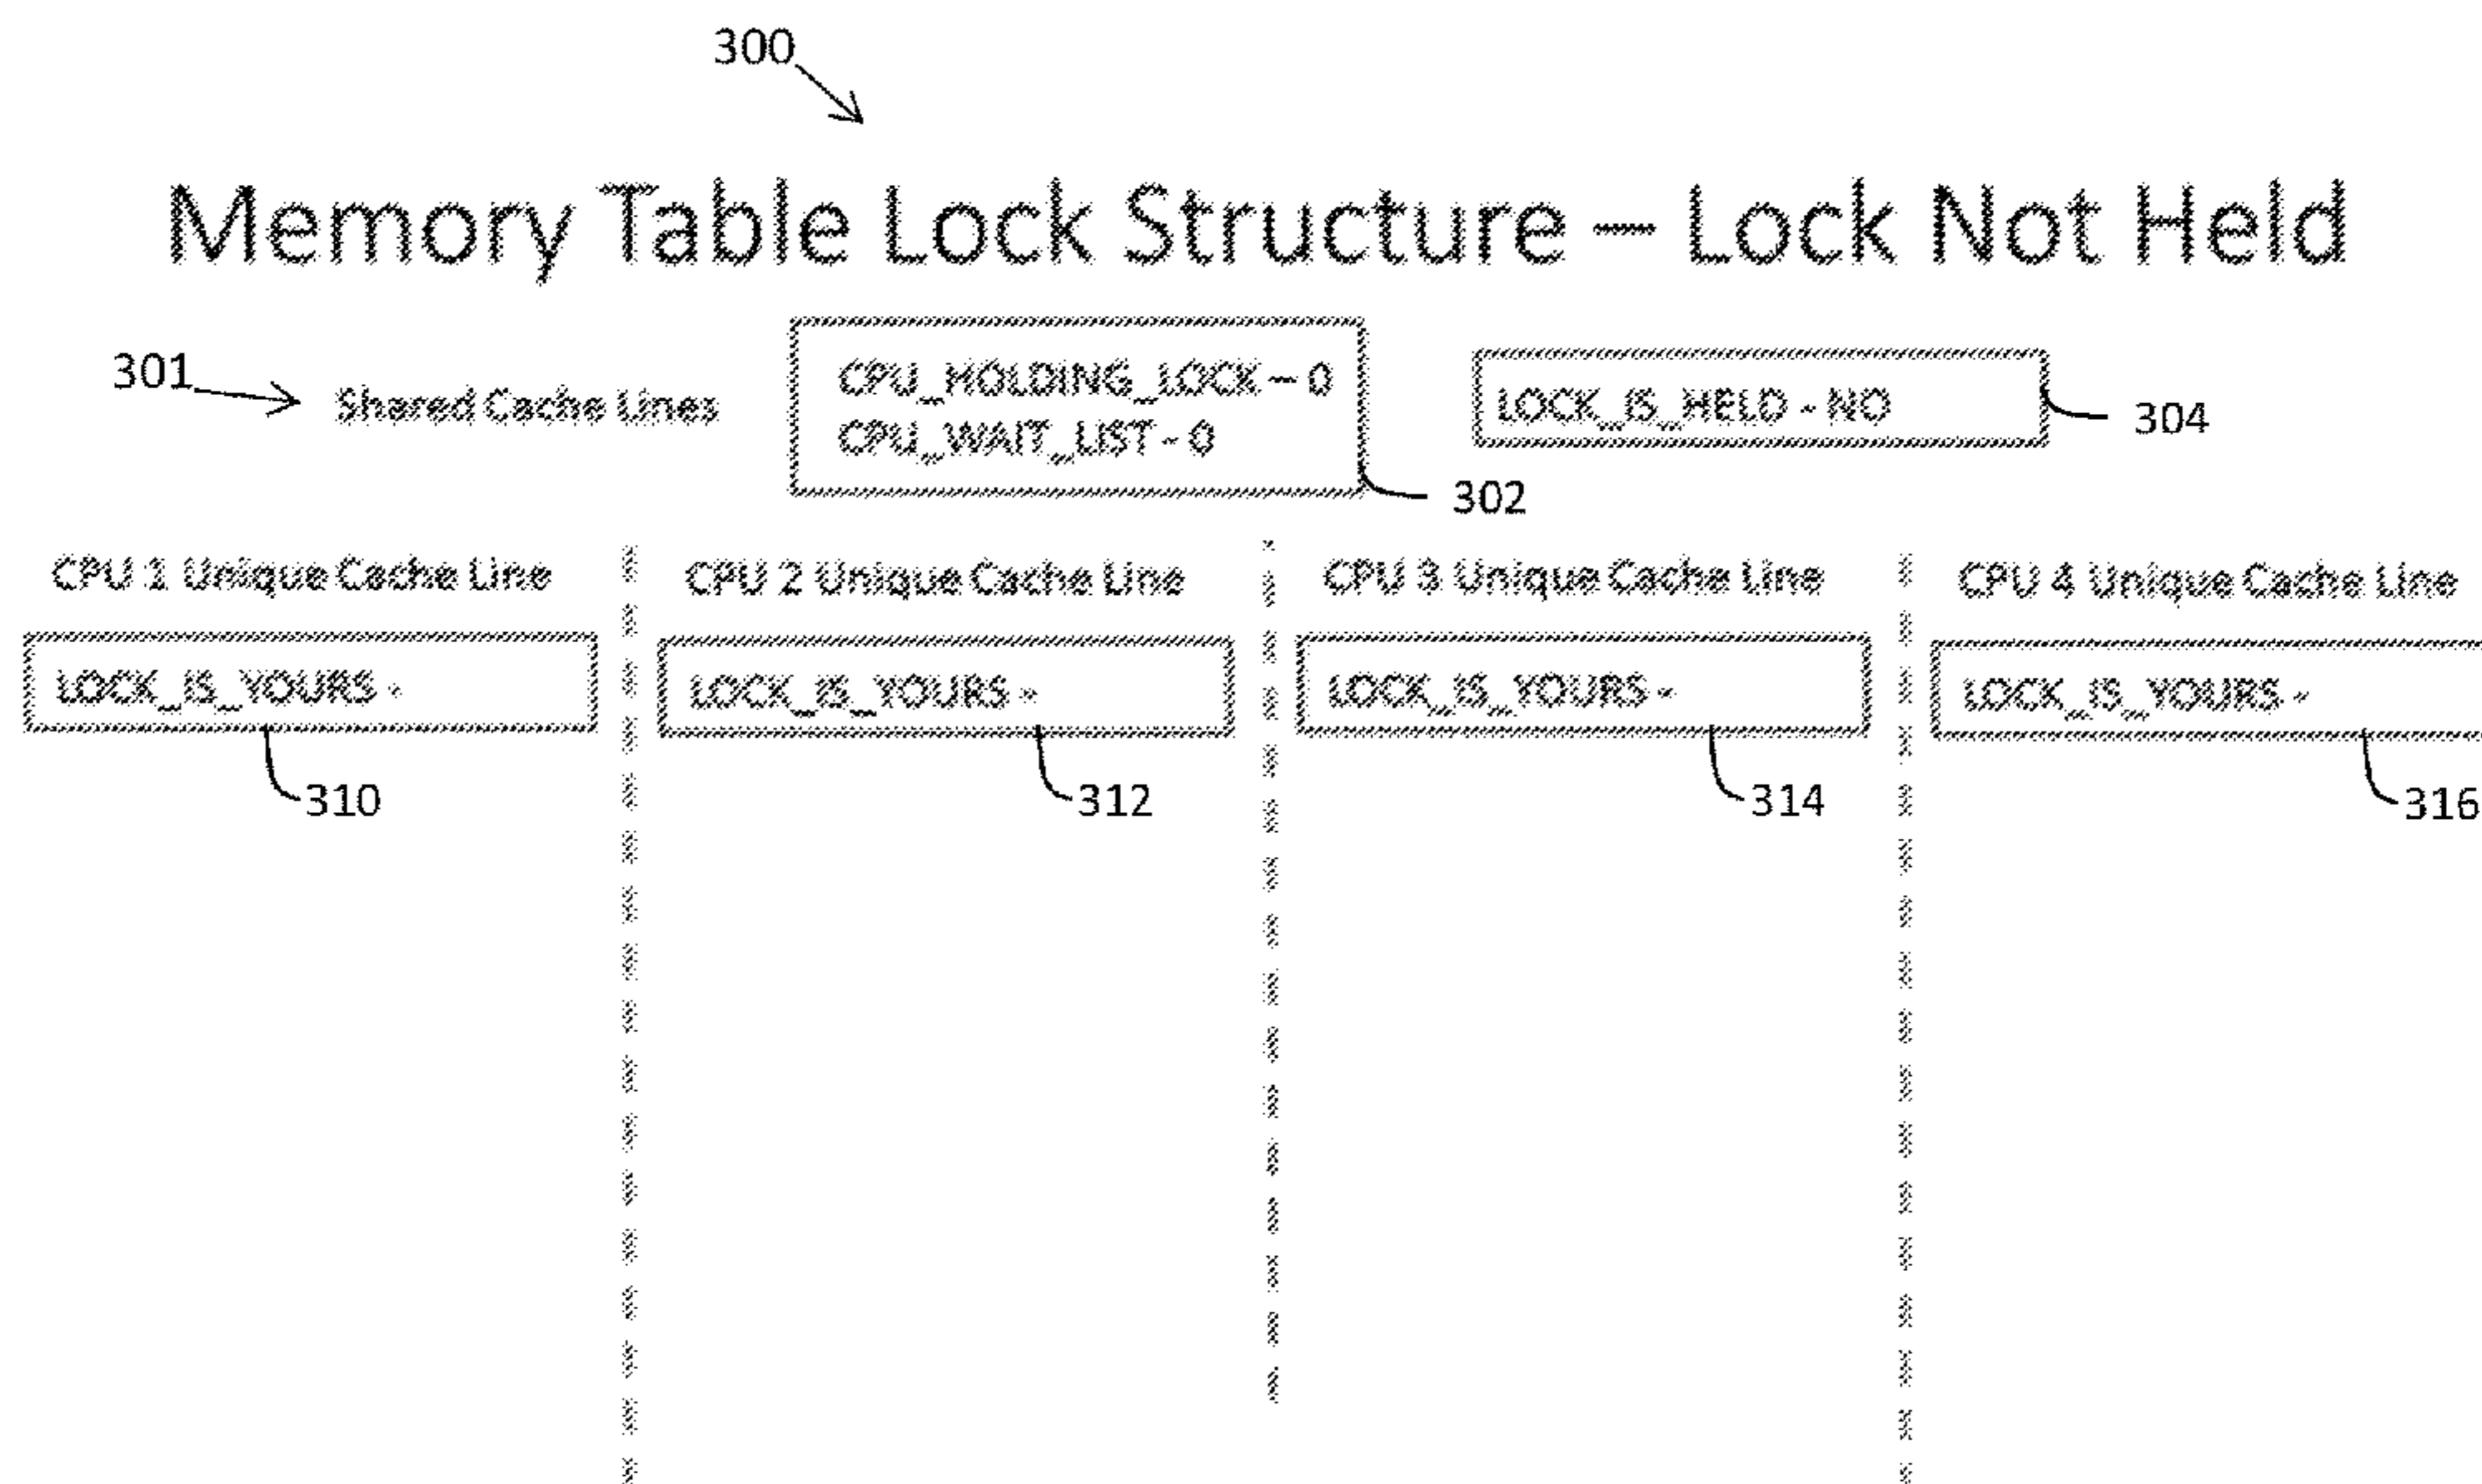 300
Memory Table Lock Structure – Lock Not Held
301
Shared Cache Lines
CPU_HOLDING_LOCK – 0
CPU_WAIT_LIST - 0
302
LOCK_IS_HELD - NO
304
CPU 1 Unique Cache Line
LOCK_IS_YOURS -
310
CPU 2 Unique Cache Line
LOCK_IS_YOURS -
312
CPU 3 Unique Cache Line
LOCK_IS_YOURS -
314
CPU 4 Unique Cache Line
LOCK_IS_YOURS -
316